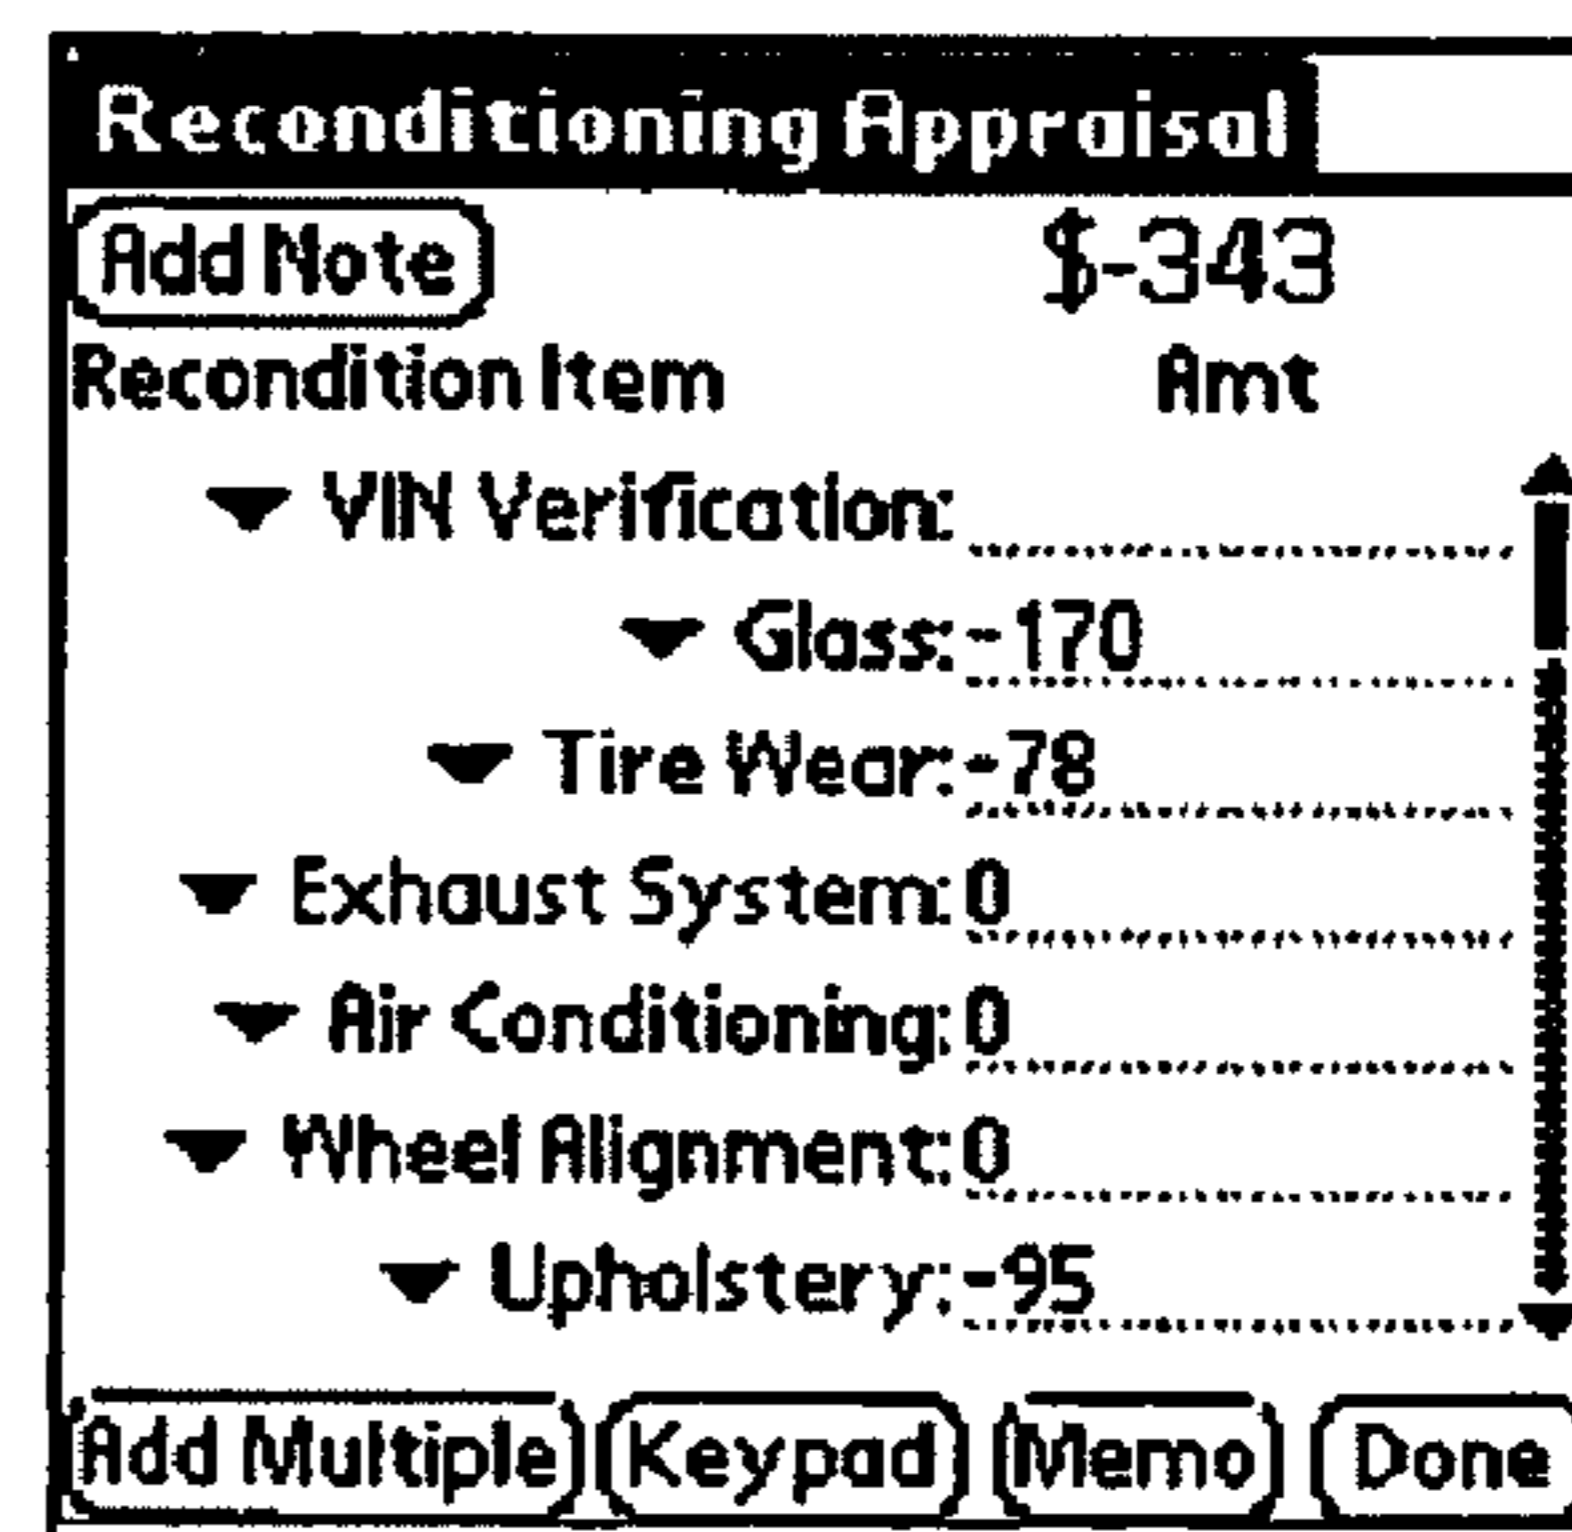 Reconditioning Appraisal
Add Note $-343
Recondition Item Amt
VIN Verification:
Glass: -170
Tire Wear: -78
Exhaust System: 0
Air Conditioning: 0
Wheel Alignment: 0
Upholstery: -95
Add Multiple Keypad Memo Done